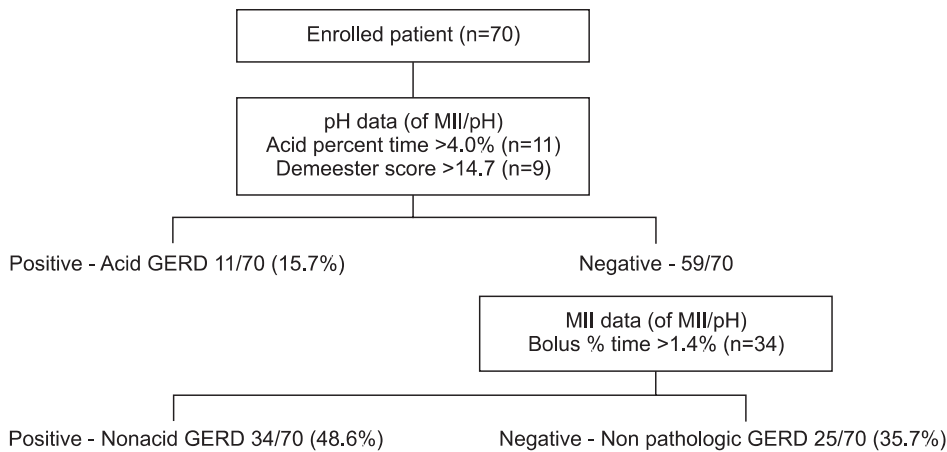 Enrolled patient (n=70)
pH data (of MII/pH)
Acid percent time >4.0% (n=11)
Demeester score >14.7 (n=9)
Positive - Acid GERD 11/70 (15.7%)
Negative - 59/70
MII data (of MII/pH)
Bolus % time >1.4% (n=34)
Positive - Nonacid GERD 34/70 (48.6%)
Negative - Non pathologic GERD 25/70 (35.7%)